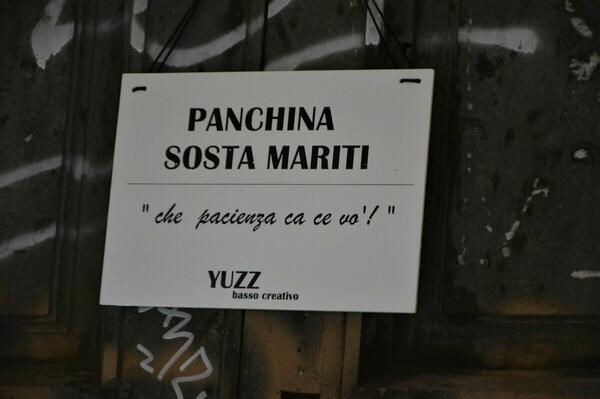 PANCHINA
SOSTA MARITI
" che pacienza ca ce vo'! "
YUZZ
basso creativo